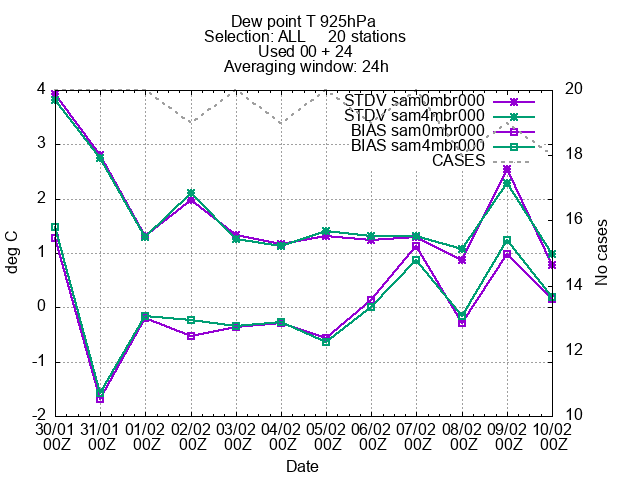 Dew point T 925hPa
Selection: ALL 20 stations
Used 00 + 24
Averaging window: 24h
4
3
2
1
0
-1
-2
deg C
20
18
16
14
12
10
No cases
STDV sam0mbr000
STDV sam4mbr000
BIAS sam0mbr000
BIAS sam4mbr000
CASES
30/01 31/01 01/02 02/02 03/02 04/02 05/02 06/02 07/02 08/02 09/02 10/02
00Z 00Z 00Z 00Z 00Z 00Z 00Z 00Z 00Z 00Z 00Z 00Z
Date